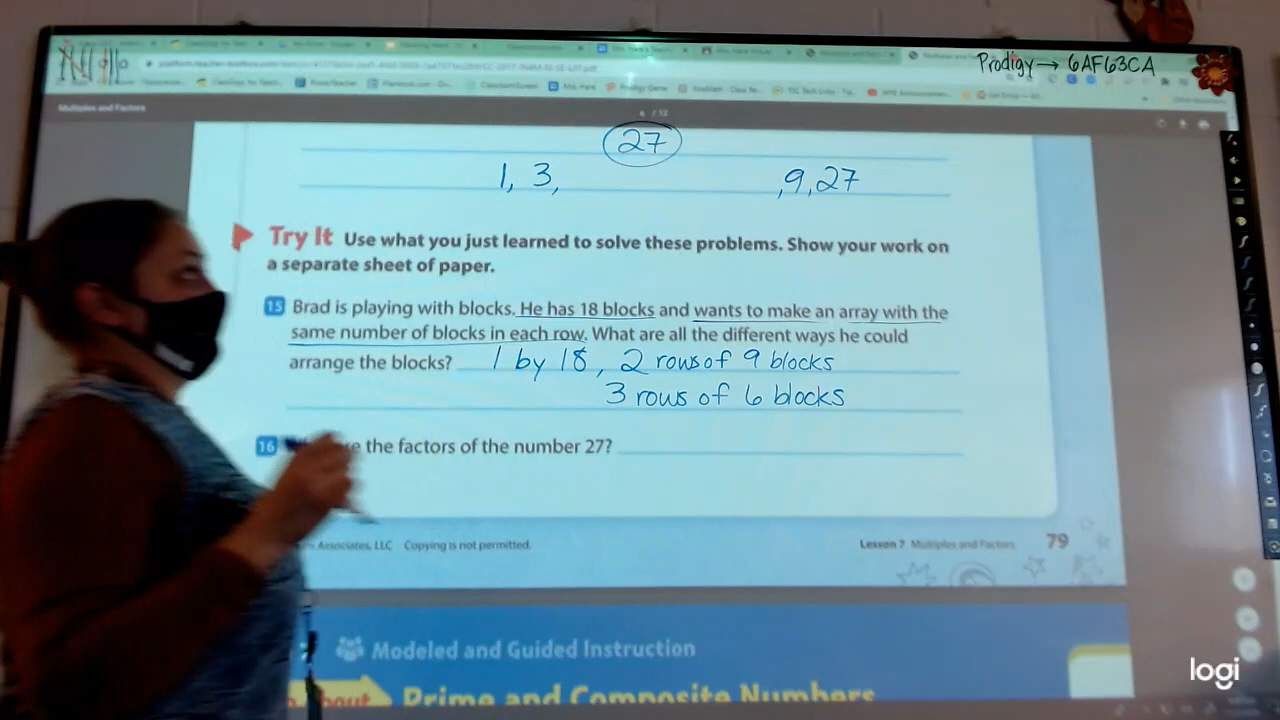 Prodigy → 6AF63CA
Multiples and Factors
27
1, 3,
,9,27
Try It Use what you just learned to solve these problems. Show your work on
a separate sheet of paper.
15 Brad is playing with blocks. He has 18 blocks and wants to make an array with the
same number of blocks in each row. What are all the different ways he could
arrange the blocks? 1 by 18, 2 rows of 9 blocks
3 rows of 6 blocks
16 the factors of the number 27?
Associates, LLC Copying is not permitted.
Lesson 7 Multiples and Factors 79
Modeled and Guided Instruction
Prime and Composite Numbers
logi